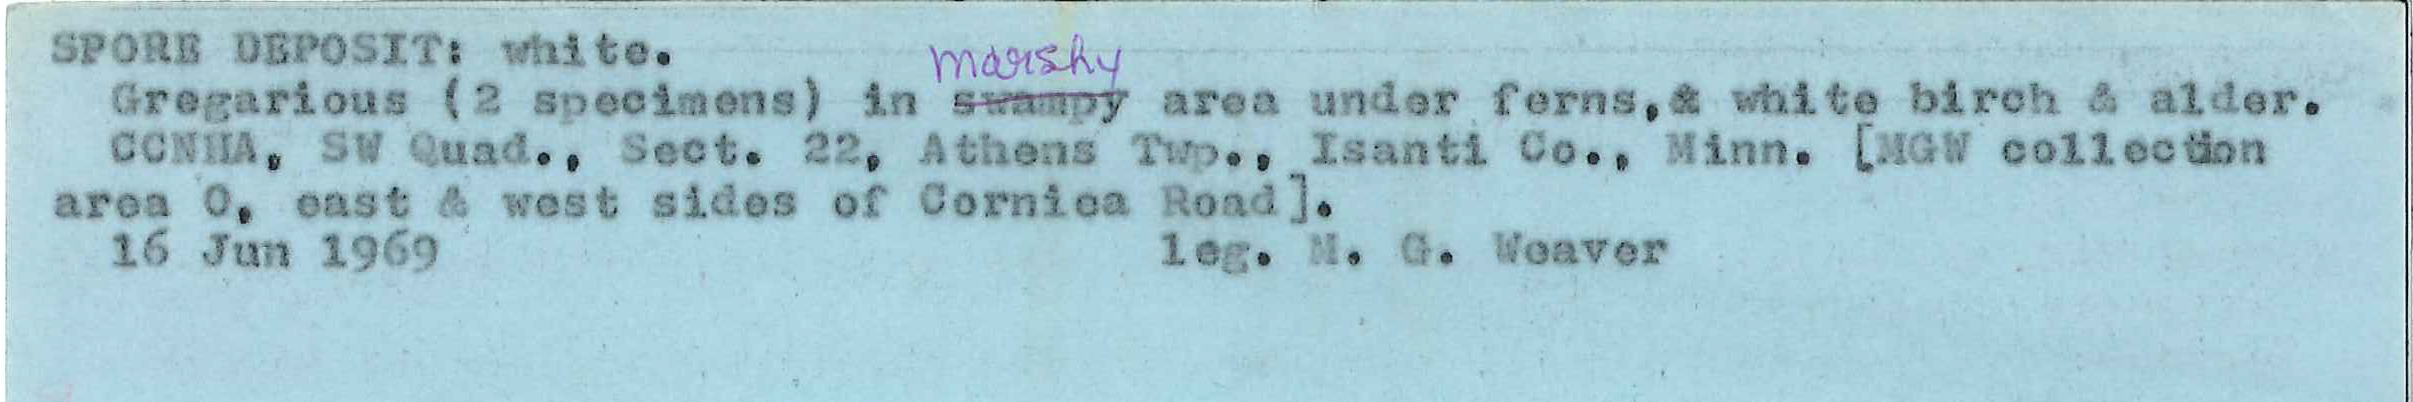 SPORE DEPOSIT: white.
marshy
Gregarious (2 specimens) in swampy area under ferns,& white birch & alder.
CCNHA, SW Quad., Sect. 22, Athens Twp., Isanti Co., Minn. [MGW collection
area O, east & west sides of Cornica Road].
16 Jun 1969 leg. M. G. Weaver